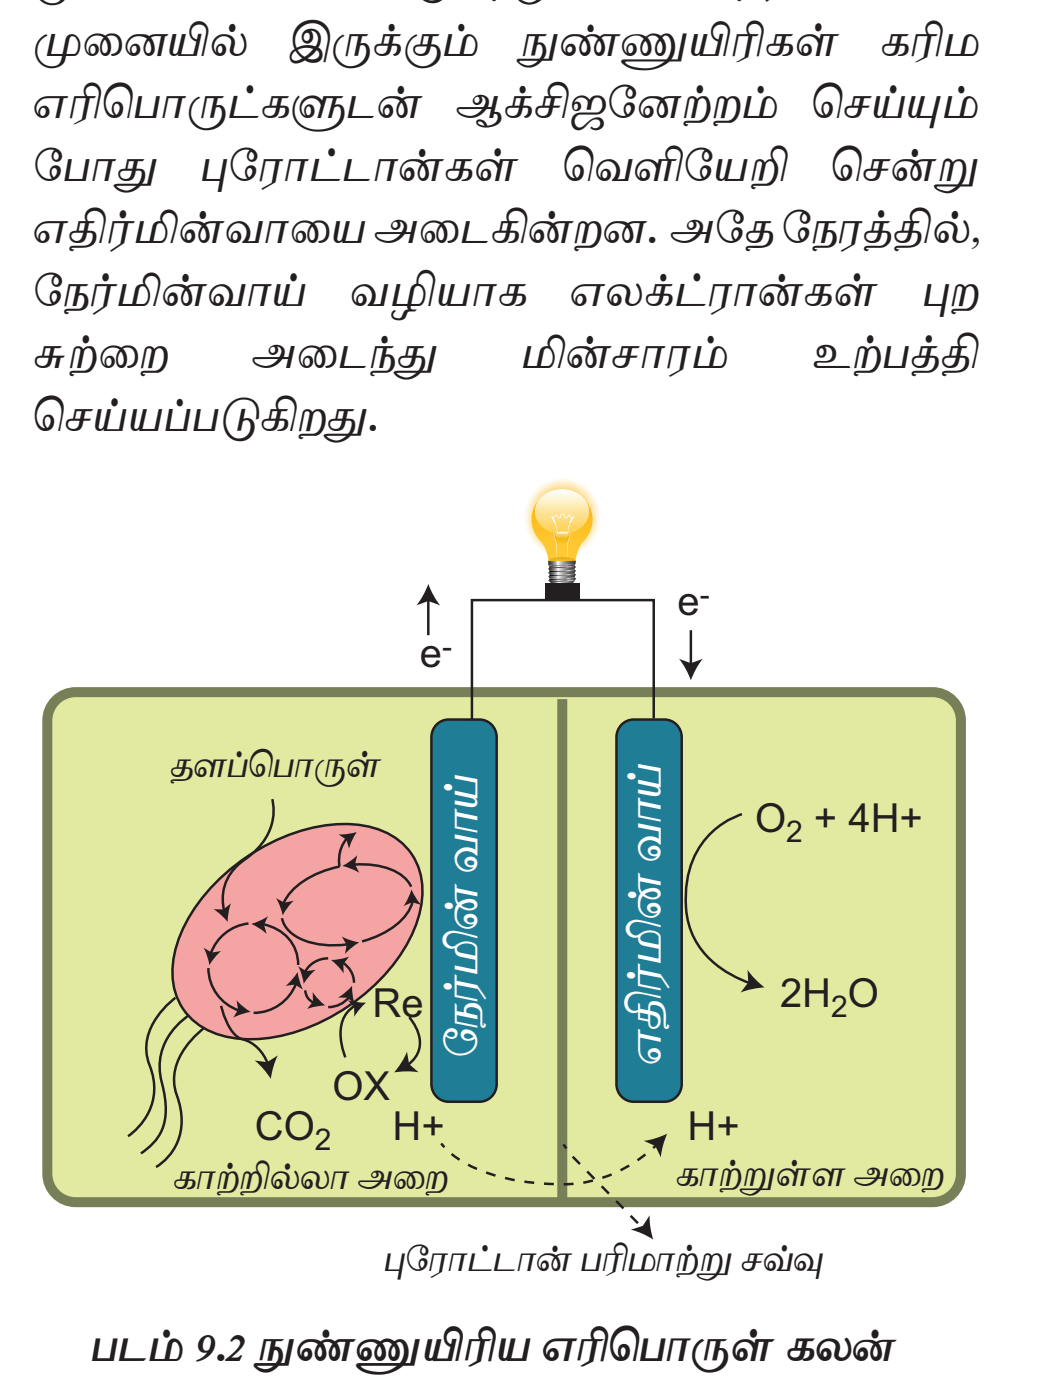 முனையில் இருக்கும் நுண்ணுயிரிகள் கரிம
எரிபொருட்களுடன் ஆக்சிஜனேற்றம் செய்யும்
போது புரோட்டான்கள் வெளியேறி சென்று
எதிர்மின்வாயை அடைகின்றன. அதே நேரத்தில்,
நேர்மின்வாய் வழியாக எலக்ட்ரான்கள் புற
சுற்றை அடைந்து மின்சாரம் உற்பத்தி
செய்யப்படுகிறது.
e-
e-
தளப்பொருள்
நேர்மின் வாய்
எதிர்மின் வாய்
O2 + 4H+
2H2O
Re
OX
CO2
H+
H+
காற்றில்லா அறை
காற்றுள்ள அறை
புரோட்டான் பரிமாற்று சவ்வு
படம் 9.2 நுண்ணுயிரிய எரிபொருள் கலன்